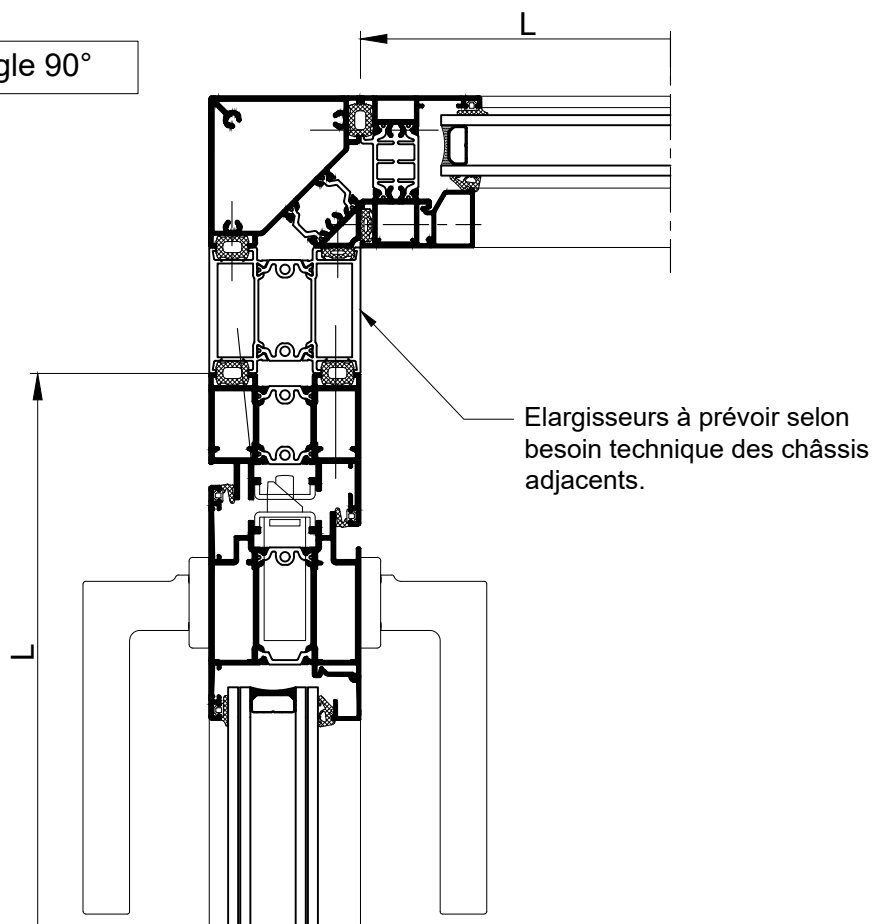 L
gle 90°
Elargisseurs à prévoir selon
besoin technique des châssis
adjacents.
L